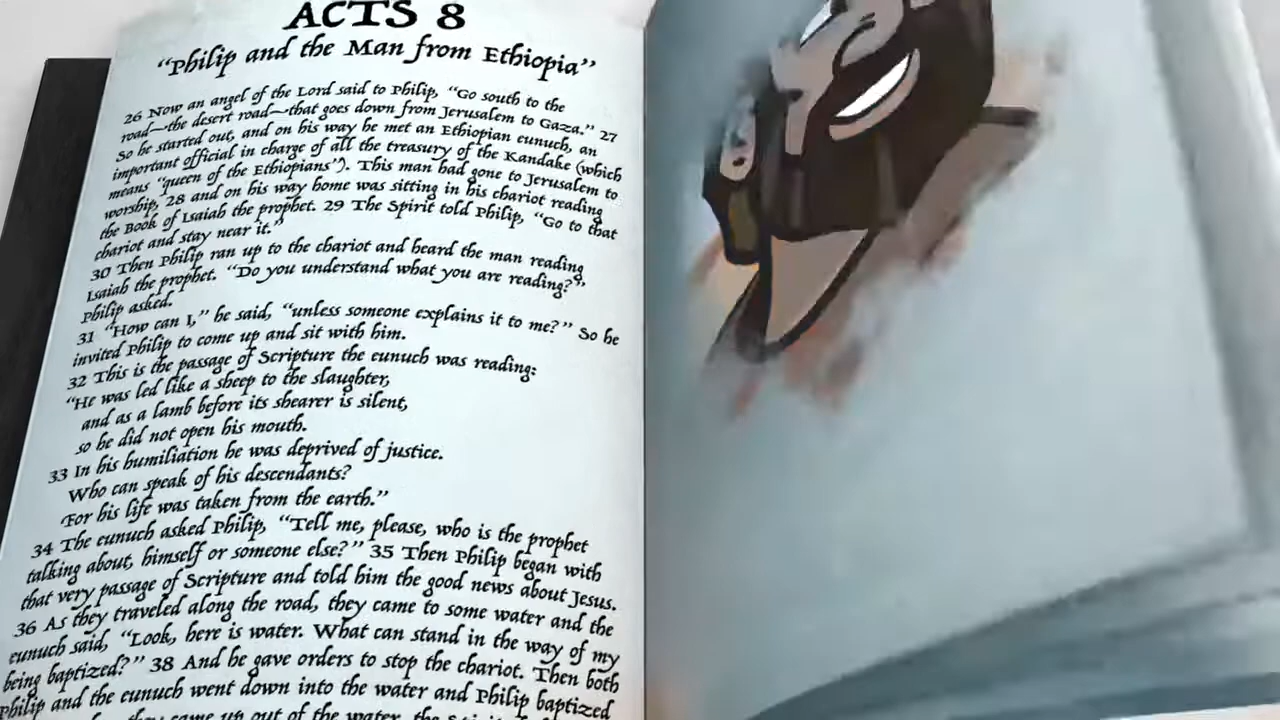 ACTS 8
“Philip and the Man from Ethiopia”
26 Now an angel of the Lord said to Philip, “Go south to the
road—the desert road—that goes down from Jerusalem to Gaza.” 27
So he started out, and on his way he met an Ethiopian eunuch, an
important official in charge of all the treasury of the Kandake (which
means “queen of the Ethiopians”). This man had gone to Jerusalem to
worship, 28 and on his way home was sitting in his chariot reading
the Book of Isaiah the prophet. 29 The Spirit told Philip, “Go to that
chariot and stay near it.”
30 Then Philip ran up to the chariot and heard the man reading
Isaiah the prophet. “Do you understand what you are reading?”
Philip asked.
31 “How can I,” he said, “unless someone explains it to me?” So he
invited Philip to come up and sit with him.
32 This is the passage of Scripture the eunuch was reading:
“He was led like a sheep to the slaughter,
and as a lamb before its shearer is silent,
so he did not open his mouth.
33 In his humiliation he was deprived of justice.
Who can speak of his descendants?
For his life was taken from the earth.”
34 The eunuch asked Philip, “Tell me, please, who is the prophet
talking about, himself or someone else?” 35 Then Philip began with
that very passage of Scripture and told him the good news about Jesus.
36 As they traveled along the road, they came to some water and the
eunuch said, “Look, here is water. What can stand in the way of my
being baptized?” 38 And he gave orders to stop the chariot. Then both
Philip and the eunuch went down into the water and Philip baptized
they came up out of the water, the